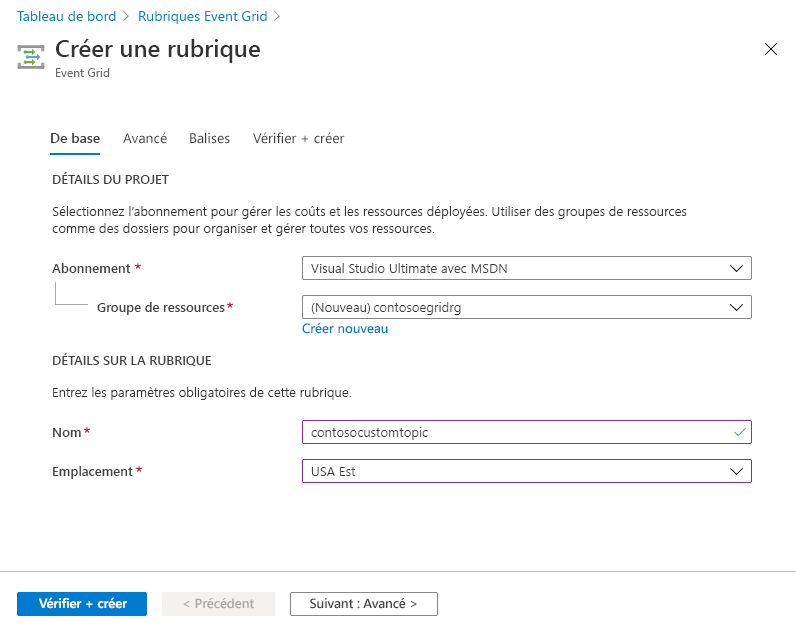 Tableau de bord > Rubriques Event Grid >
Créer une rubrique
Event Grid
De base Avancé Balises Vérifier + créer
DÉTAILS DU PROJET
Sélectionnez l'abonnement pour gérer les coûts et les ressources déployées. Utiliser des groupes de ressources
comme des dossiers pour organiser et gérer toutes vos ressources.
Abonnement * Visual Studio Ultimate avec MSDN
Groupe de ressources* (Nouveau) contosoegridrg
Créer nouveau
DÉTAILS SUR LA RUBRIQUE
Entrez les paramètres obligatoires de cette rubrique.
Nom* contosocustomtopic
Emplacement * USA Est
Vérifier + créer < Précédent Suivant : Avancé >